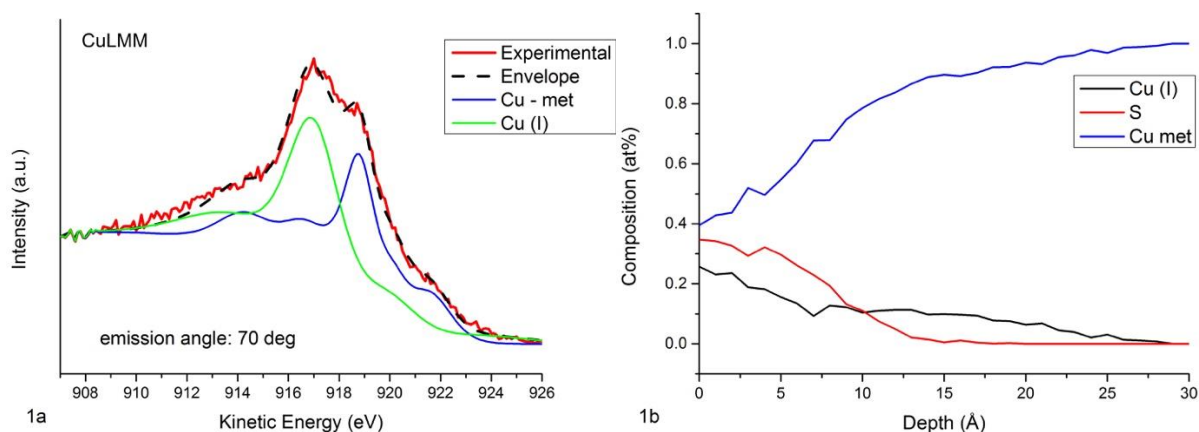 CuLMM
Experimental
Envelope
Cu - met
Cu (I)
Intensity (a.u.)
emission angle: 70 deg
908 910 912 914 916 918 920 922 924 926
1a
Kinetic Energy (eV)
1.0
0.8
0.6
0.4
0.2
0.0
Composition (at%)
Cu (I)
S
Cu met
0 5 10 15 20 25 30
1b
Depth (Å)